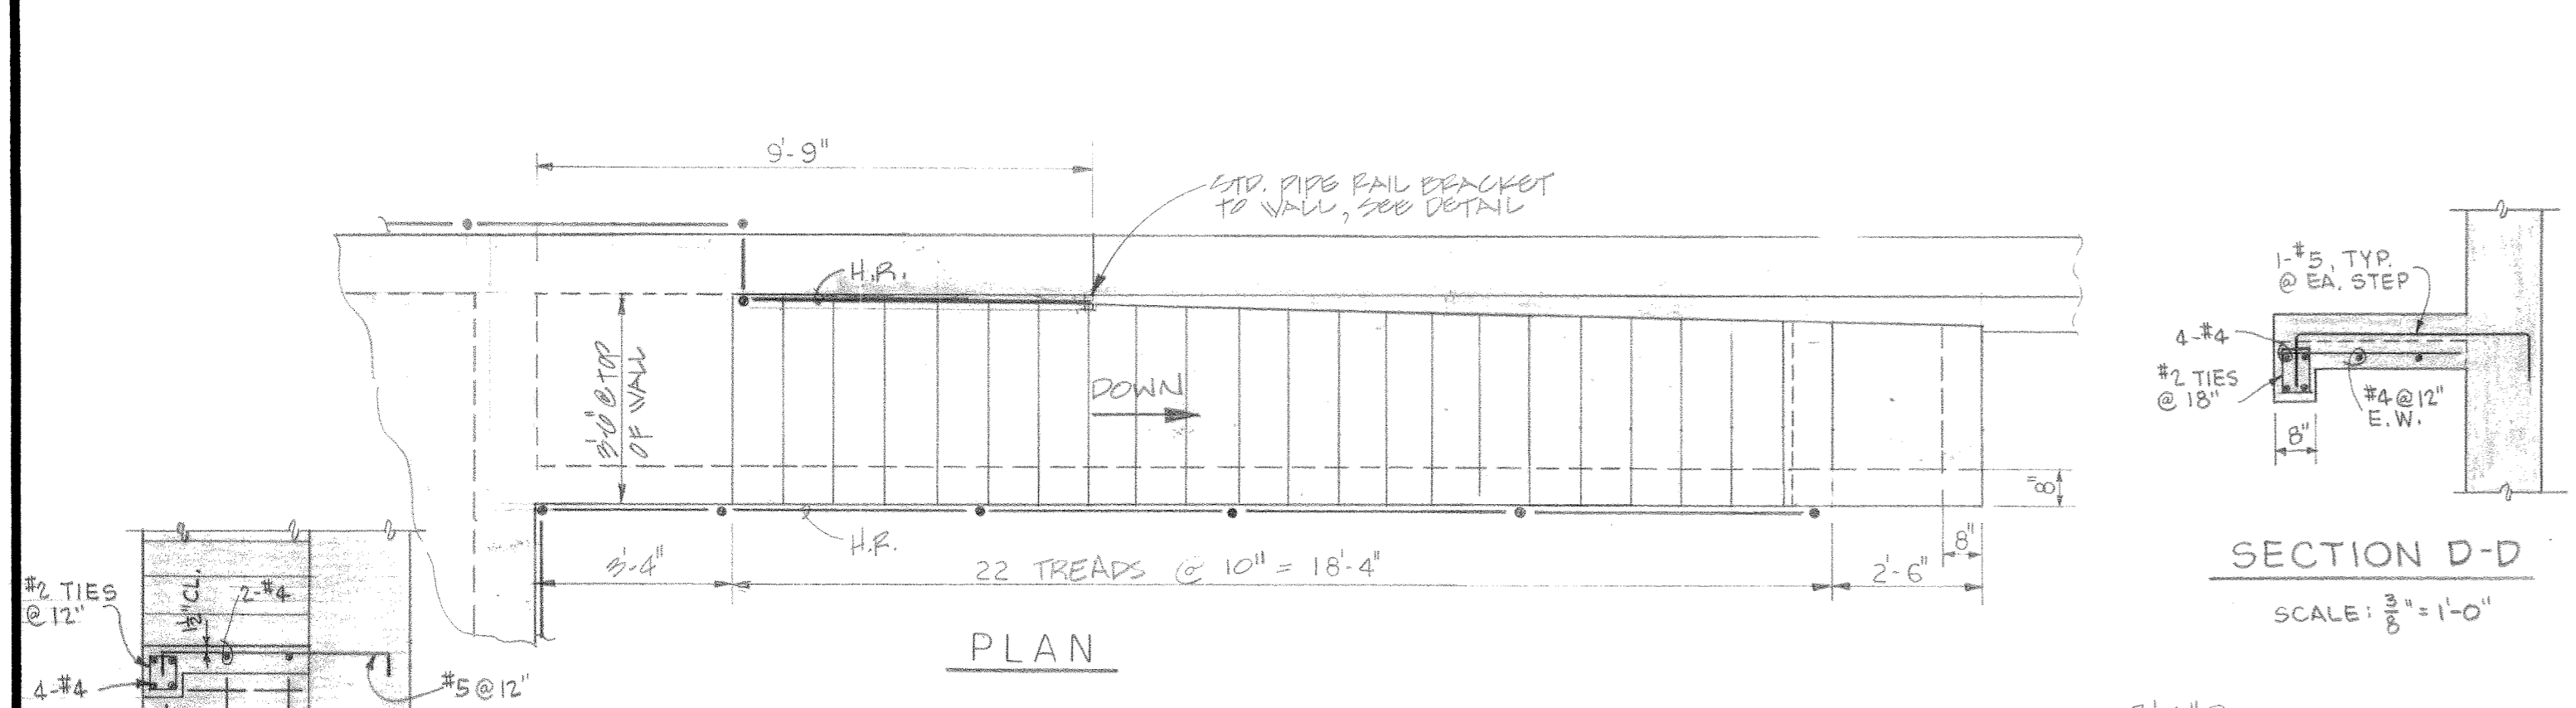 9'-9"
STD. PIPE RAIL BRACKET
TO WALL, SEE DETAIL
H.R.
3'-6" @ TOP
OF WALL
DOWN
8"
H.R.
3'-4"
22 TREADS @ 10" = 18'-4"
2'-6"
8"
PLAN
#2 TIES
@ 12"
1½" CL.
2-#4
4-#4
#5 @ 12"
1-#5, TYP.
@ EA. STEP
4-#4
#2 TIES
@ 18"
#4 @ 12"
E.W.
8"
SECTION D-D
SCALE: 3/8" = 1'-0"